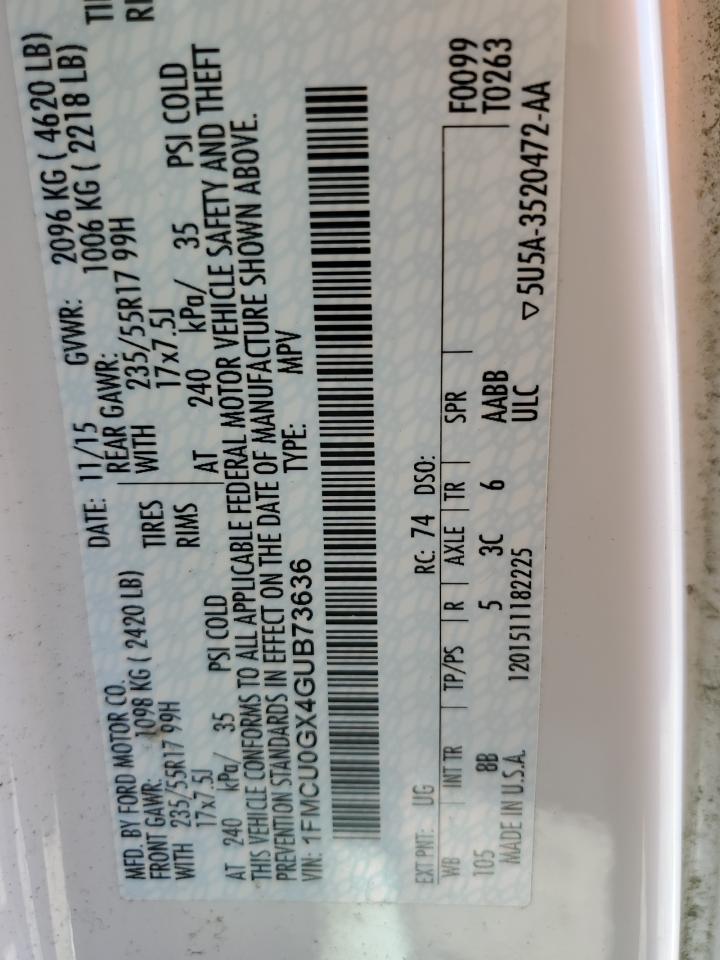 MFD. BY FORD MOTOR CO.
DATE: 11/15 GVWR: 2096 KG ( 4620 LB)
FRONT GAWR: 1098 KG ( 2420 LB)
REAR GAWR: 1006 KG ( 2218 LB)
WITH 235/55R17 99H
TIRES
WITH 235/55R17 99H
17x7.5J
RIMS
17x7.5J
AT 240 kPa/ 35 PSI COLD
AT 240 kPa/ 35 PSI COLD
THIS VEHICLE CONFORMS TO ALL APPLICABLE FEDERAL MOTOR VEHICLE SAFETY AND THEFT
PREVENTION STANDARDS IN EFFECT ON THE DATE OF MANUFACTURE SHOWN ABOVE.
VIN: 1FMCU0GX4GUB73636
TYPE: MPV
EXT PNT: UG RC: 74 DSO:
WB INT TR TP/PS R AXLE TR SPR F0099
105 8B 5 3C 6 AABB T0263
MADE IN U.S.A. 1201511182225 ULC
▽ 5U5A-3520472-AA